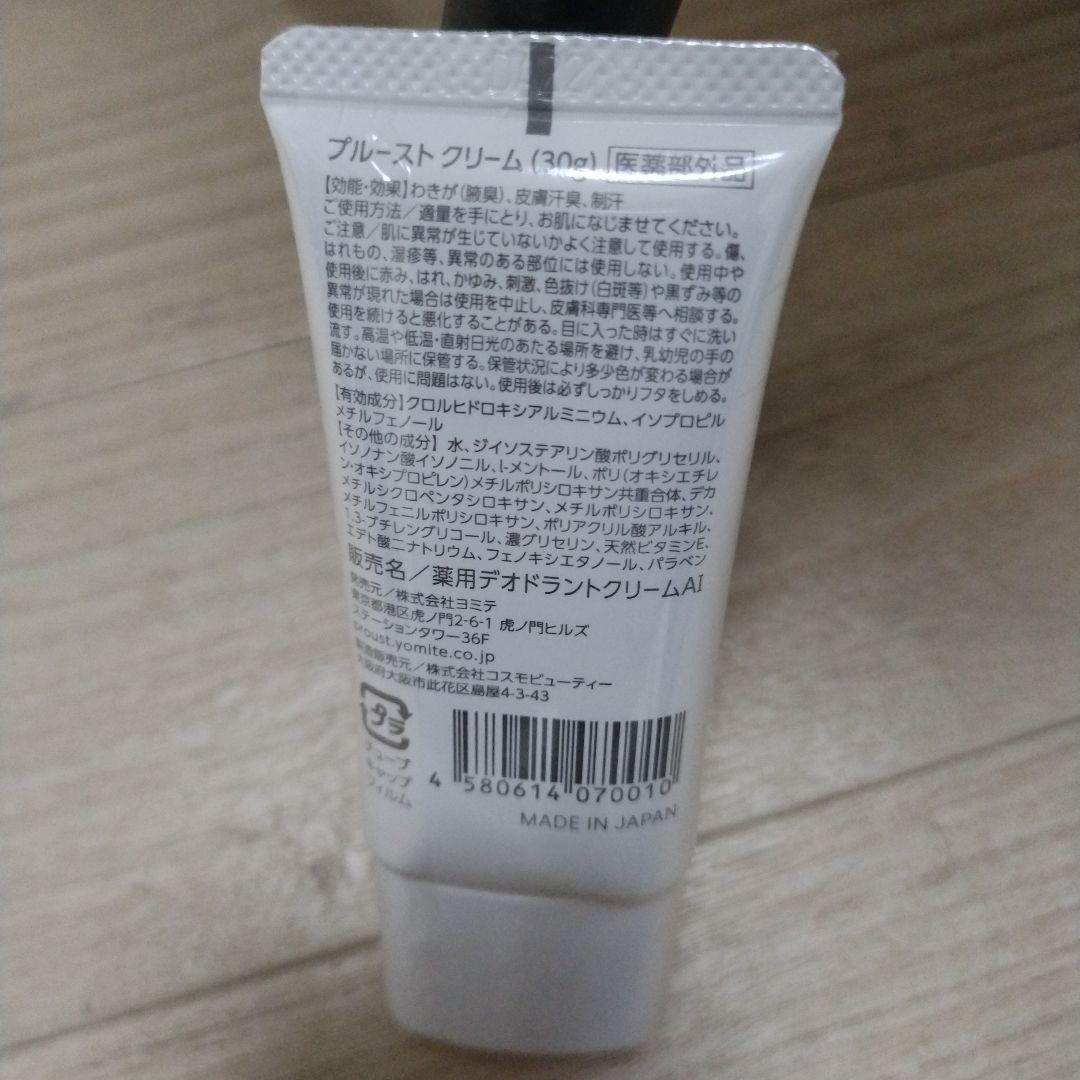 プルースト クリーム (30g) 医薬部外品
【効能・効果】わきが（腋臭）、皮膚汗臭、制汗
ご使用方法／適量を手にとり、お肌になじませてください。
ご注意／肌に異常が生じていないかよく注意して使用する。傷、
はれもの、湿疹等、異常のある部位には使用しない。使用中や
使用後に赤み、はれ、かゆみ、刺激、色抜け（白斑等）や黒ずみ等の
異常が現れた場合は使用を中止し、皮膚科専門医等へ相談する。
使用を続けると悪化することがある。目に入った時はすぐに洗い
流す。高温や低温・直射日光のあたる場所を避け、乳幼児の手の
届かない場所に保管する。保管状況により多少色が変わる場合が
あるが、使用に問題はない。使用後は必ずしっかりフタをしめる。
【有効成分】クロルヒドロキシアルミニウム、イソプロピル
メチルフェノール
【その他の成分】水、ジイソステアリン酸ポリグリセリル、
イソノナン酸イソノニル、l-メントール、ポリ（オキシエチレ
ン・オキシプロピレン）メチルポリシロキサン共重合体、デカ
メチルシクロペンタシロキサン、メチルポリシロキサン、
メチルフェニルポリシロキサン、ポリアクリル酸アルキル、
1,3-ブチレングリコール、濃グリセリン、天然ビタミンE、
エデト酸二ナトリウム、フェノキシエタノール、パラベン
販売名／薬用デオドラントクリームAI
発売元／株式会社ヨミテ
東京都港区虎ノ門2-6-1 虎ノ門ヒルズ
ステーションタワー36F
proust.yomite.co.jp
製造販売元／株式会社コスモビューティー
大阪府大阪市此花区島屋4-3-43
プラ
チューブ
キャップ
フィルム
4 580614 070010
MADE IN JAPAN